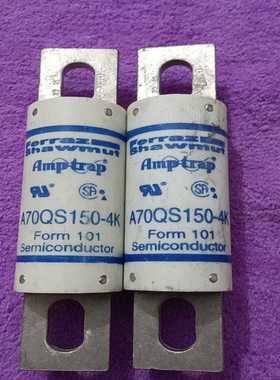 Ferraz
Shawmut
Amp-trap
A70QS150-4K
Form 101
Semiconductor
Ferraz
Shawmut
Amp-trap
A70QS150-4K
Form 101
Semiconductor